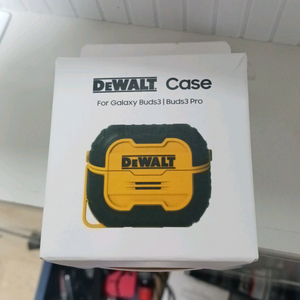 DEWALT Case
For Galaxy Buds3 | Buds3 Pro
DEWALT